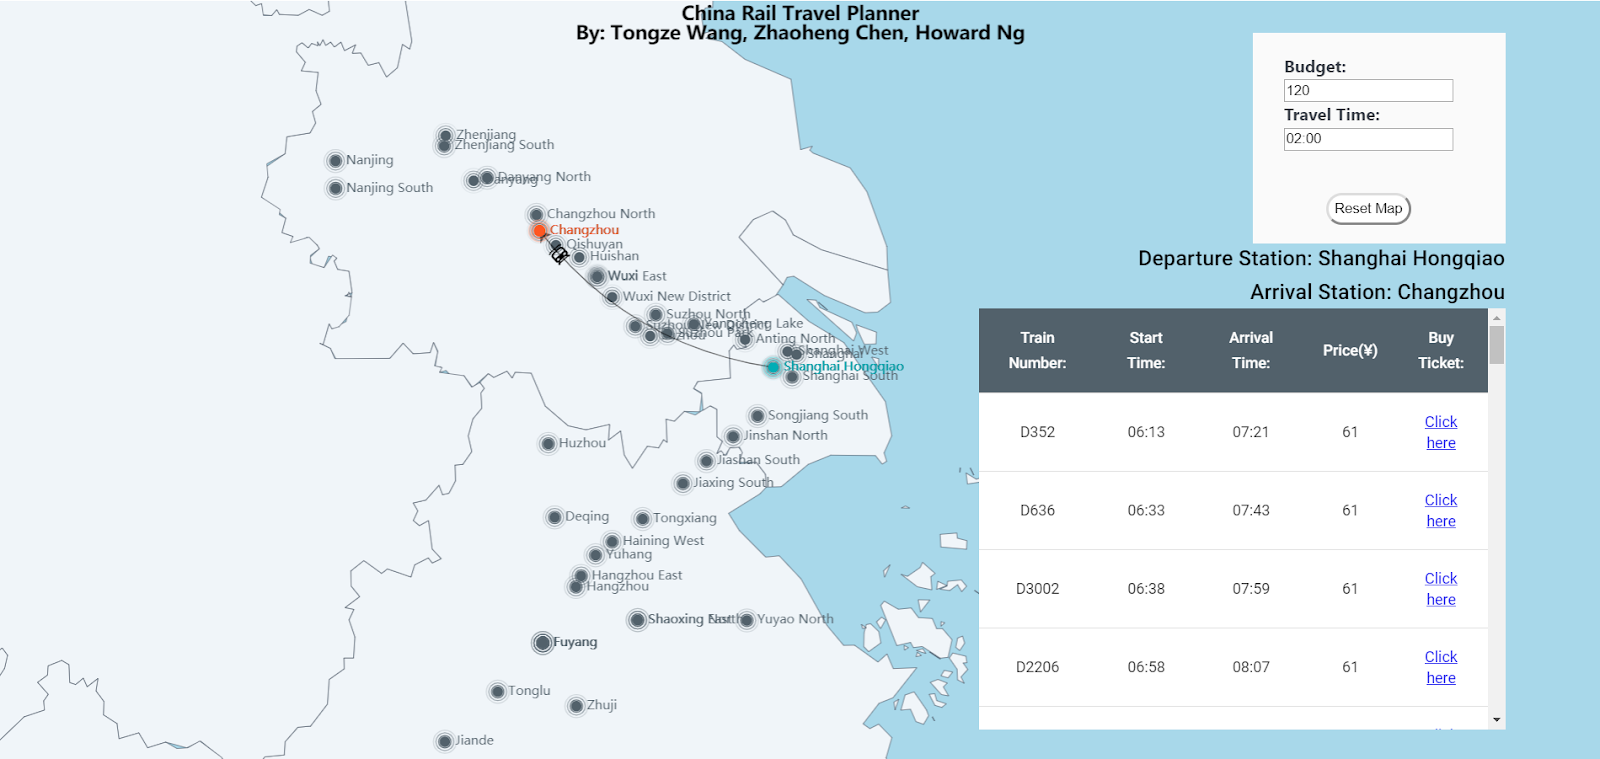 China Rail Travel Planner
By: Tongze Wang, Zhaoheng Chen, Howard Ng
Budget:
120
Travel Time:
02:00
Reset Map
Departure Station: Shanghai Hongqiao
Arrival Station: Changzhou
Train Number:
Start Time:
Arrival Time:
Price(¥)
Buy Ticket:
D352 06:13 07:21 61 Click here
D636 06:33 07:43 61 Click here
D3002 06:38 07:59 61 Click here
D2206 06:58 08:07 61 Click here
Zhenjiang
Zhenjiang South
Nanjing
Danyang North
Nanjing South
Changzhou North
Changzhou
Qishuyan
Huishan
Wuxi East
Wuxi New District
Suzhou North
Suzhou New District
Suzhou Park
Lake
Anting North
Shanghai West
Shanghai
Shanghai Hongqiao
Shanghai South
Songjiang South
Jinshan North
Huzhou
Jiashan South
Jiaxing South
Deqing
Tongxiang
Haining West
Yuhang
Hangzhou East
Hangzhou
Shaoxing
Yuyao North
Fuyang
Tonglu
Zhuji
Jiande